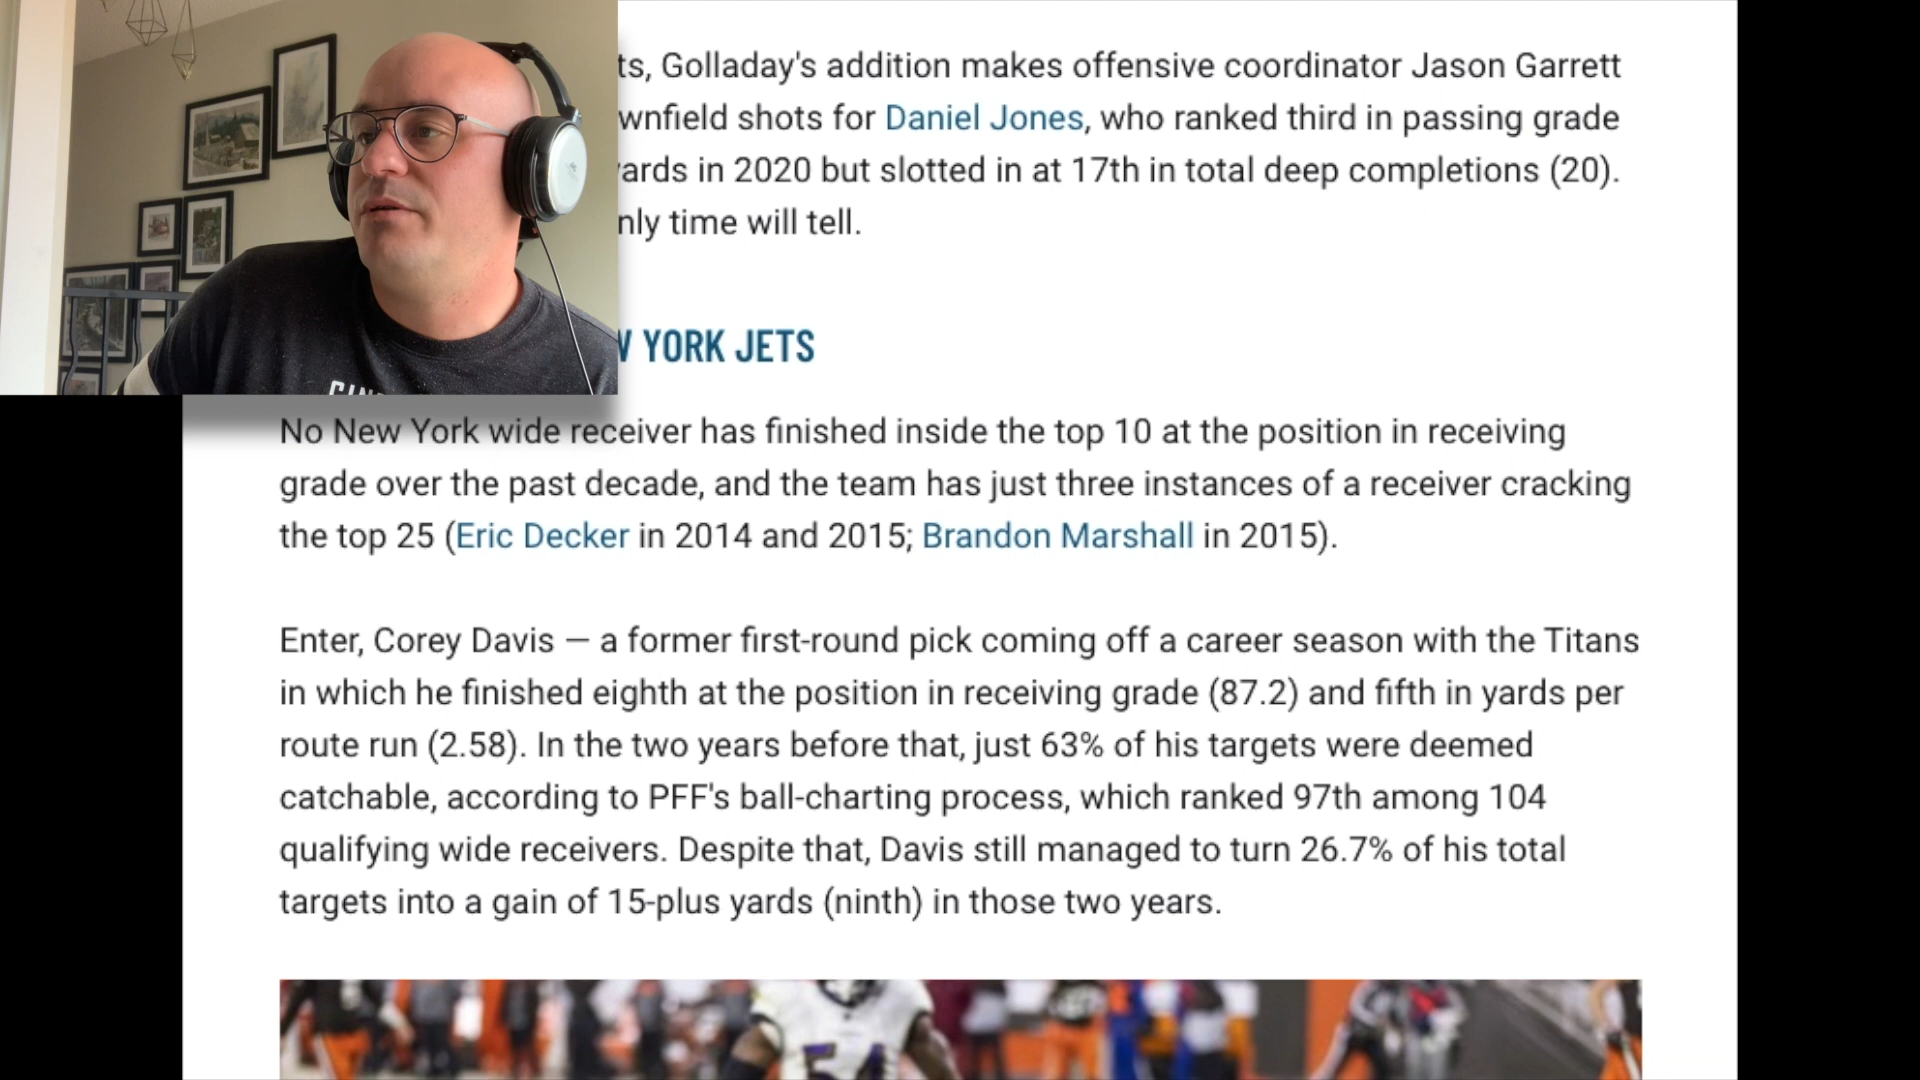 ts, Golladay's addition makes offensive coordinator Jason Garrett
wnfield shots for Daniel Jones, who ranked third in passing grade
ards in 2020 but slotted in at 17th in total deep completions (20).
nly time will tell.
W YORK JETS
No New York wide receiver has finished inside the top 10 at the position in receiving
grade over the past decade, and the team has just three instances of a receiver cracking
the top 25 (Eric Decker in 2014 and 2015; Brandon Marshall in 2015).
Enter, Corey Davis — a former first-round pick coming off a career season with the Titans
in which he finished eighth at the position in receiving grade (87.2) and fifth in yards per
route run (2.58). In the two years before that, just 63% of his targets were deemed
catchable, according to PFF's ball-charting process, which ranked 97th among 104
qualifying wide receivers. Despite that, Davis still managed to turn 26.7% of his total
targets into a gain of 15-plus yards (ninth) in those two years.
54